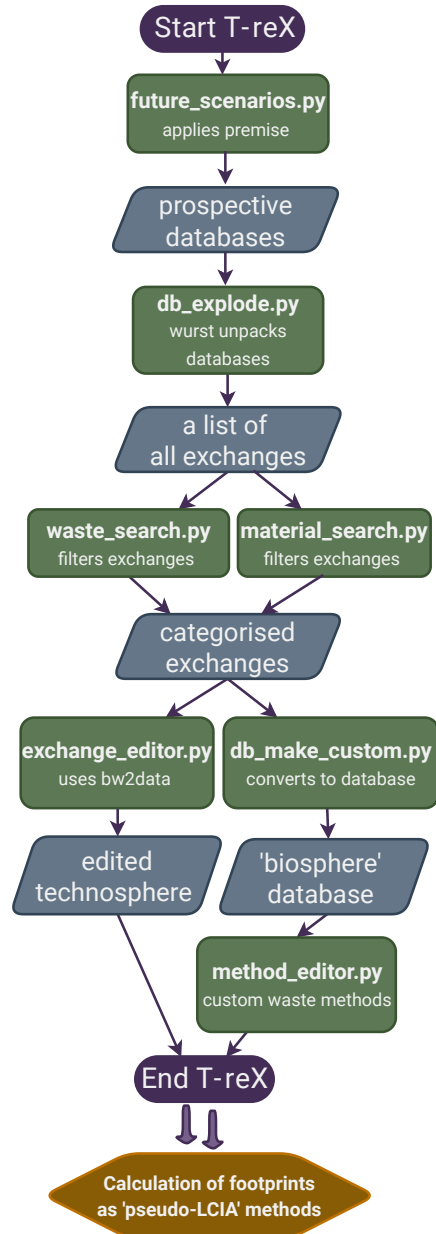 Start T-reX
future_scenarios.py
applies premise
prospective
databases
db_explode.py
wurst unpacks
databases
a list of
all exchanges
waste_search.py
filters exchanges
material_search.py
filters exchanges
categorised
exchanges
exchange_editor.py
uses bw2data
db_make_custom.py
converts to database
edited
technosphere
'biosphere'
database
method_editor.py
custom waste methods
End T-reX
Calculation of footprints
as 'pseudo-LCIA' methods